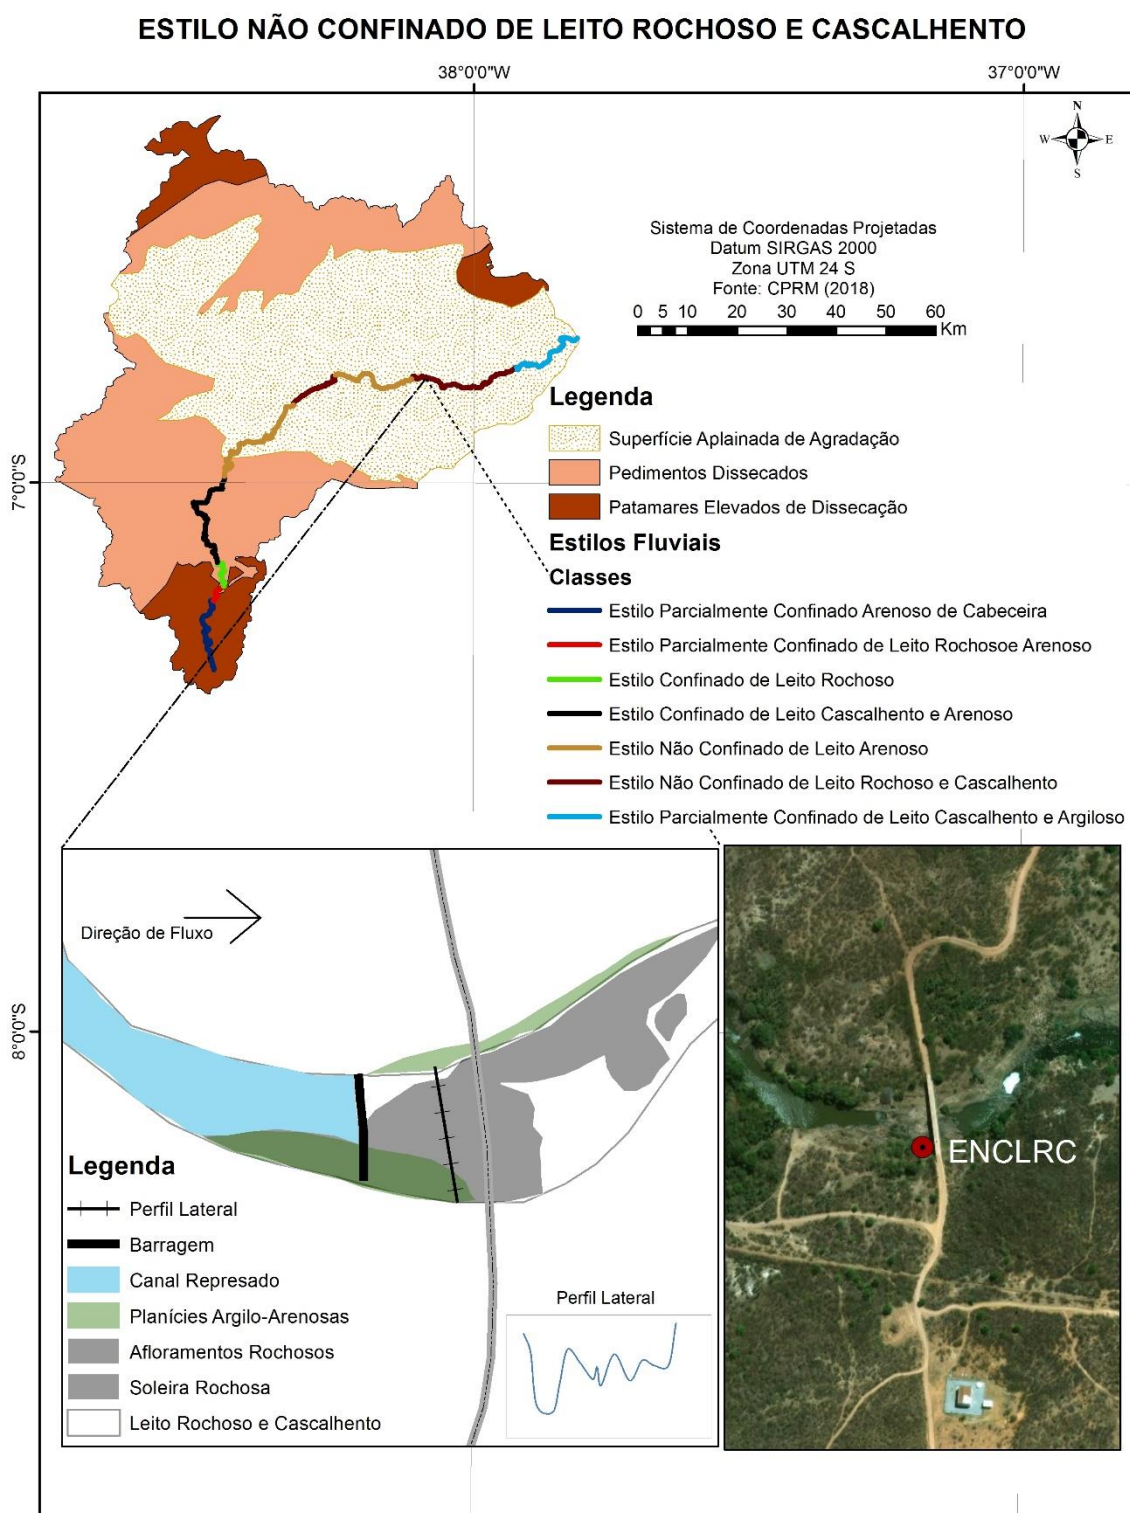 ESTILO NÃO CONFINADO DE LEITO ROCHOSO E CASCALHENTO
38°0'0"W
37°0'0"W
N
W
E
S
Sistema de Coordenadas Projetadas
Datum SIRGAS 2000
Zona UTM 24 S
Fonte: CPRM (2018)
0 5 10 20 30 40 50 60
Km
Legenda
Superfície Aplainada de Agradação
Pedimentos Dissecados
Patamares Elevados de Dissecação
7°0'0"S
Estilos Fluviais
Classes
Estilo Parcialmente Confinado Arenoso de Cabeceira
Estilo Parcialmente Confinado de Leito Rochosoe Arenoso
Estilo Confinado de Leito Rochoso
Estilo Confinado de Leito Cascalhento e Arenoso
Estilo Não Confinado de Leito Arenoso
Estilo Não Confinado de Leito Rochoso e Cascalhento
Estilo Parcialmente Confinado de Leito Cascalhento e Argiloso
Direção de Fluxo
8°0'0"S
Legenda
Perfil Lateral
Barragem
Canal Represado
Planícies Argilo-Arenosas
Afloramentos Rochosos
Soleira Rochosa
Leito Rochoso e Cascalhento
Perfil Lateral
ENCLRC